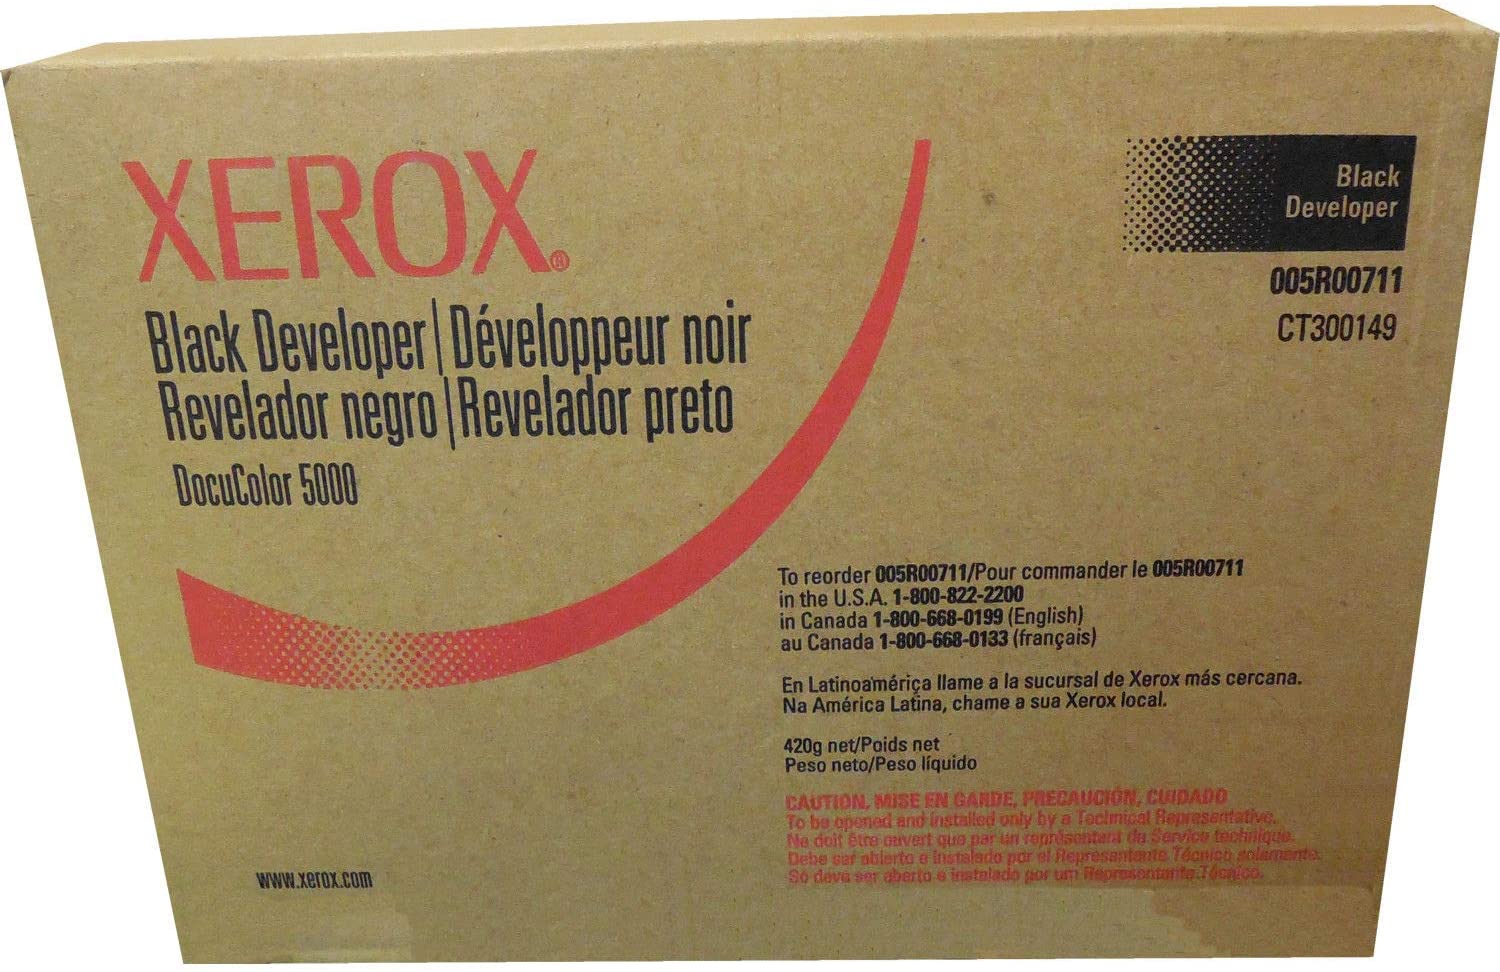 XEROX®
Black Developer | Développeur noir
Revelador negro | Revelador preto
DocuColor 5000
Black
Developer
005R00711
CT300149
To reorder 005R00711/Pour commander le 005R00711
in the U.S.A. 1-800-822-2200
in Canada 1-800-668-0199 (English)
au Canada 1-800-668-0133 (français)
En Latinoamériça llame a la sucursal de Xerox más cercana.
Na América Latina, chame a sua Xerox local.
420g net/Poids net
Peso neto/Peso líquido
CAUTION, MISE EN GARDE, PRECAUCIÓN, CUIDADO
To be opened and installed only by a Technical Representative.
Ne doit être ouvert que par un représentant du Service technique.
Debe ser abierto e instalado por el Representante Técnico solamente.
Só deve ser aberto e instalado por um Representante Técnico.
www.xerox.com